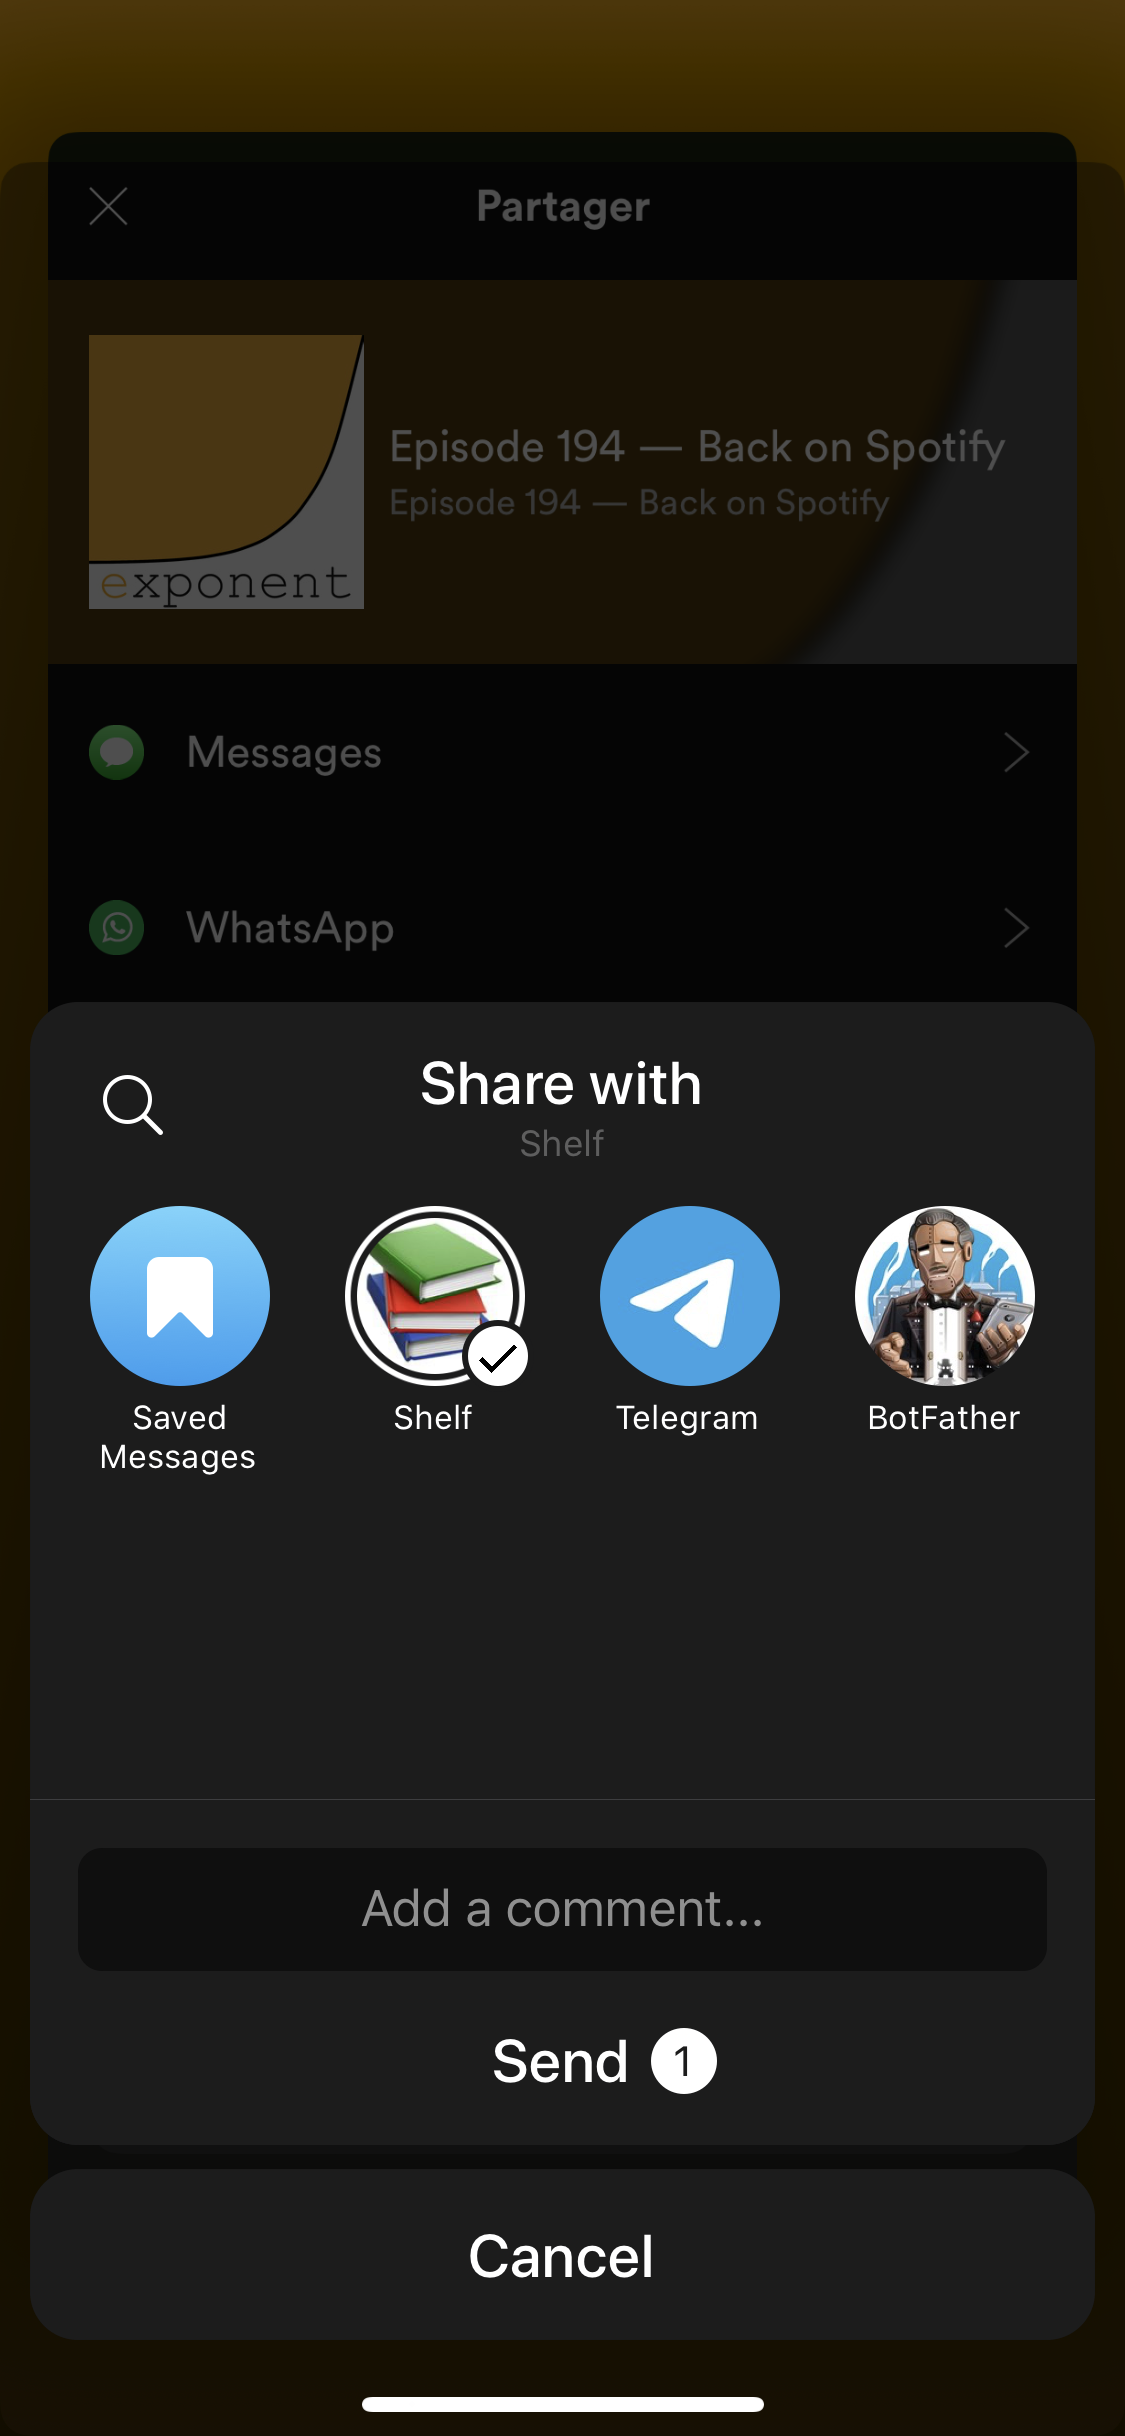 Partager
Episode 194 — Back on Spotify
Episode 194 — Back on Spotify
exponent
Messages
WhatsApp
Share with
Shelf
Saved
Messages
Shelf
Telegram
BotFather
Add a comment...
Send 1
Cancel